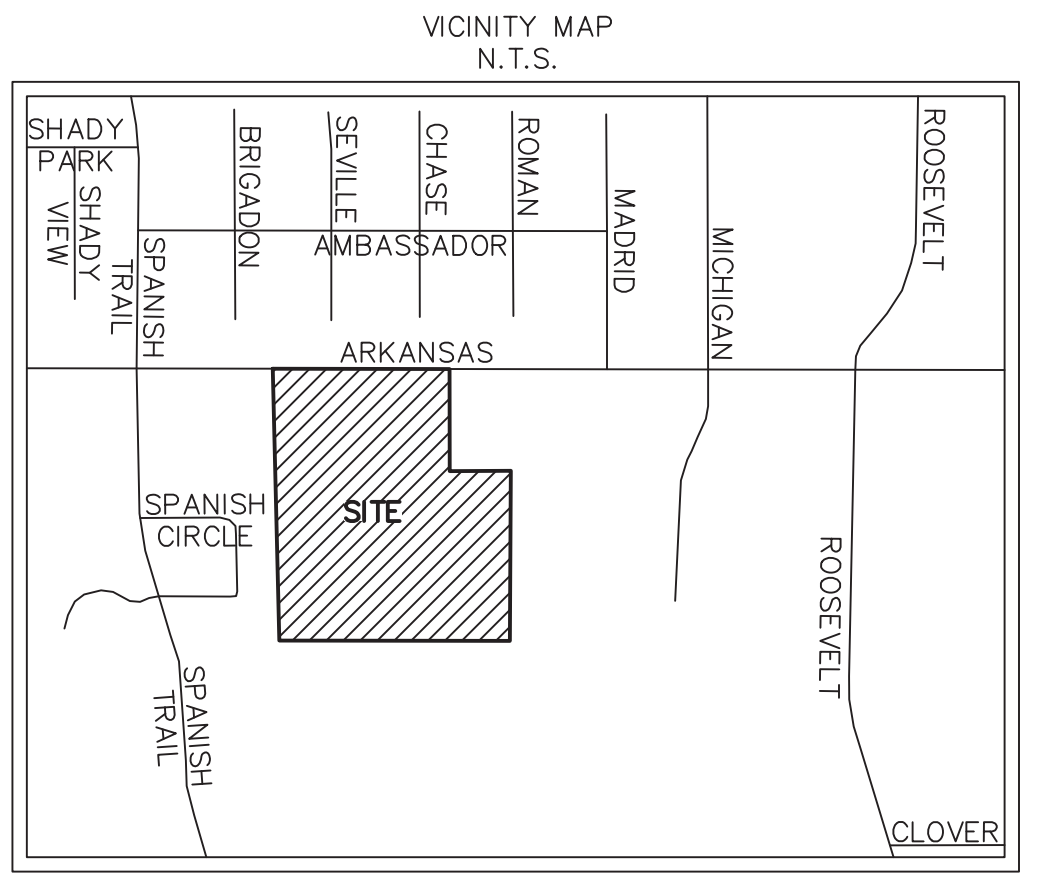 VICINITY MAP
N.T.S.
SHADY
PARK
SHADY
VIEW
SPANISH
TRAIL
BRIGADON
SEVILLE
CHASE
ROMAN
AMBASSADOR
MADRID
MICHIGAN
ROOSEVELT
ARKANSAS
SPANISH
CIRCLE
SITE
ROOSEVELT
SPANISH
TRAIL
CLOVER